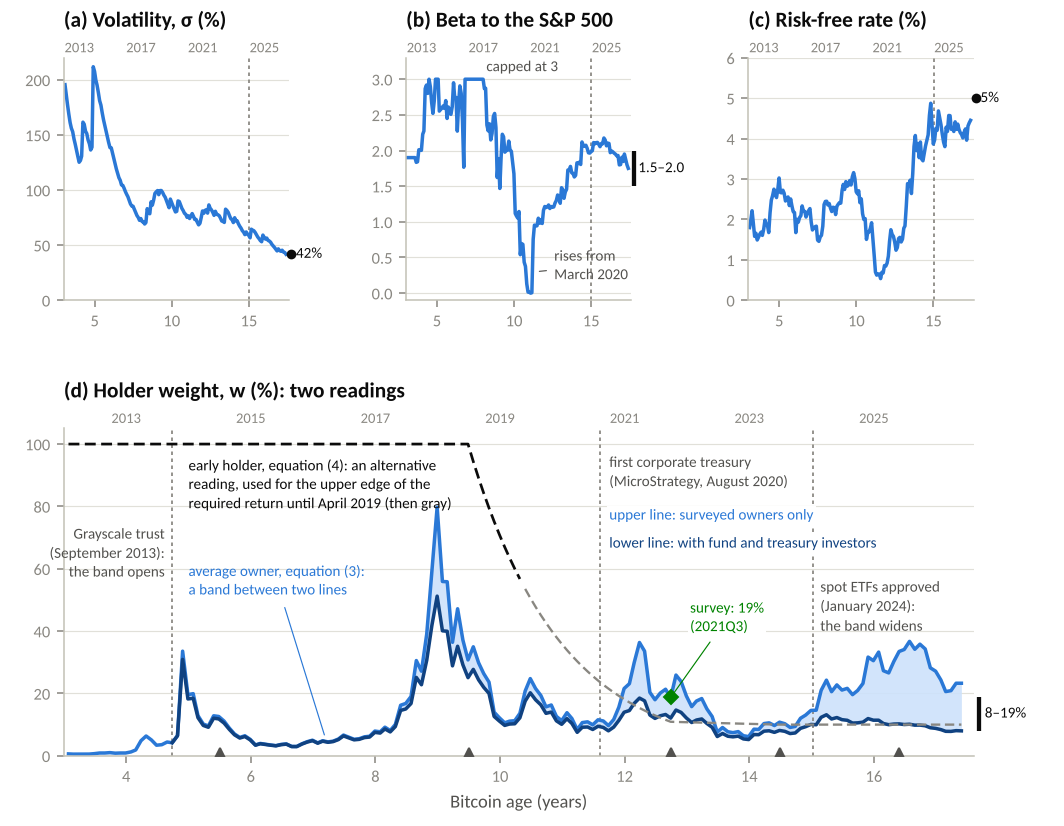 (a) Volatility, σ (%)
2013 2017 2021 2025
200
150
100
50
0
42%
5 10 15
(b) Beta to the S&P 500
2013 2017 2021 2025
capped at 3
3.0
2.5
2.0
1.5
1.0
0.5
0.0
1.5–2.0
rises from
March 2020
5 10 15
(c) Risk-free rate (%)
2013 2017 2021 2025
6
5
4
3
2
1
0
5%
5 10 15
(d) Holder weight, w (%): two readings
2013 2015 2017 2019 2021 2023 2025
100
80
60
40
20
0
early holder, equation (4): an alternative
reading, used for the upper edge of the
required return until April 2019 (then gray)
Grayscale trust
(September 2013):
the band opens
average owner, equation (3):
a band between two lines
first corporate treasury
(MicroStrategy, August 2020)
upper line: surveyed owners only
lower line: with fund and treasury investors
survey: 19%
(2021Q3)
spot ETFs approved
(January 2024):
the band widens
8–19%
4 6 8 10 12 14 16
Bitcoin age (years)